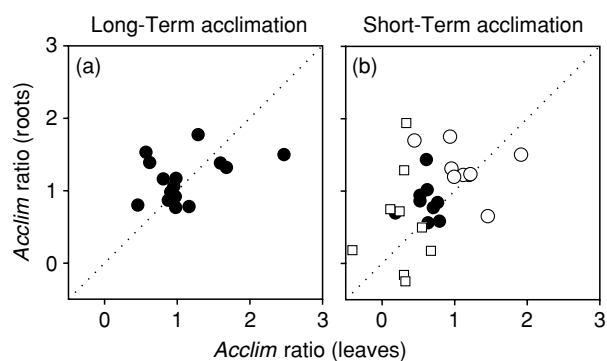 Long-Term acclimation Short-Term acclimation
3 (a) (b)
2
1
0
Acclim ratio (roots)
0 1 2 3 0 1 2 3
Acclim ratio (leaves)